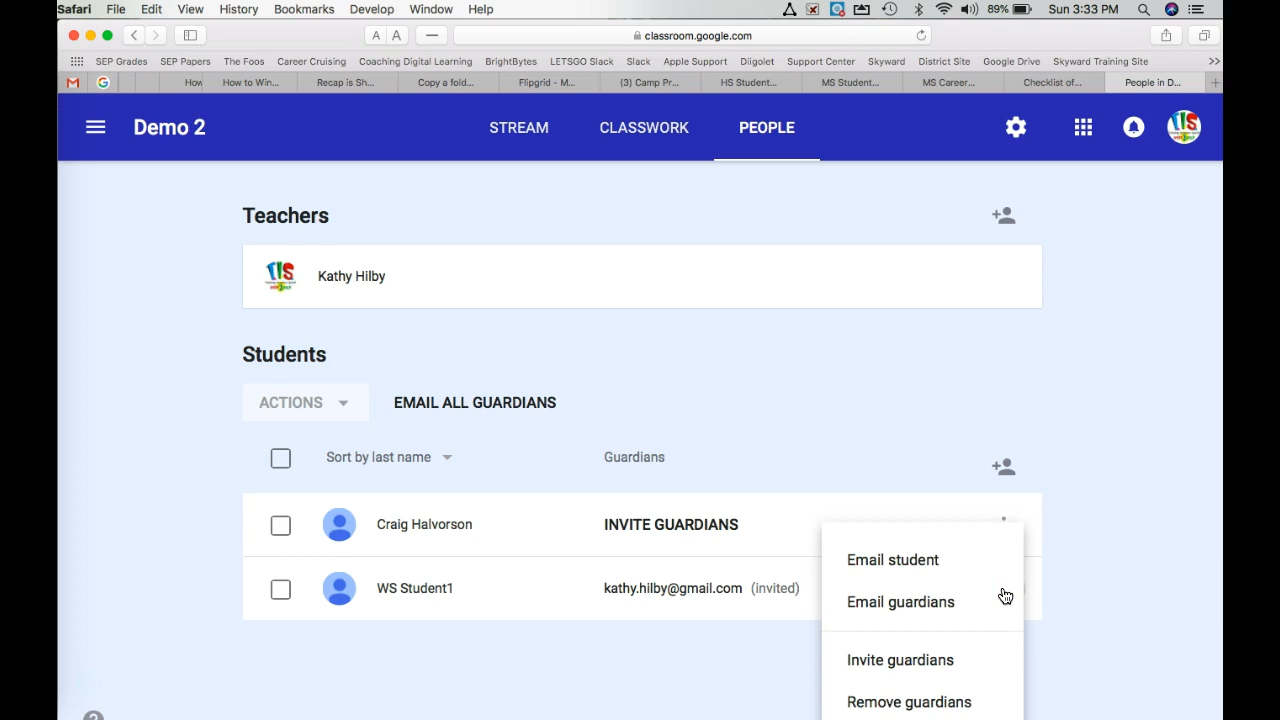 Safari File Edit View History Bookmarks Develop Window Help 89% Sun 3:33 PM
A A classroom.google.com
SEP Grades SEP Papers The Foos Career Cruising Coaching Digital Learning BrightBytes LETSGO Slack Slack Apple Support Diigolet Support Center Skyward District Site Google Drive Skyward Training Site >>
How How to Win... Recap is Sh... Copy a fold... Flipgrid - M... (3) Camp Pr... HS Student... MS Student... MS Career... Checklist of... People in D...
Demo 2 STREAM CLASSWORK PEOPLE
Teachers
Kathy Hilby
Students
ACTIONS EMAIL ALL GUARDIANS
Sort by last name Guardians
Craig Halvorson INVITE GUARDIANS
WS Student1 kathy.hilby@gmail.com (invited)
Email student
Email guardians
Invite guardians
Remove guardians